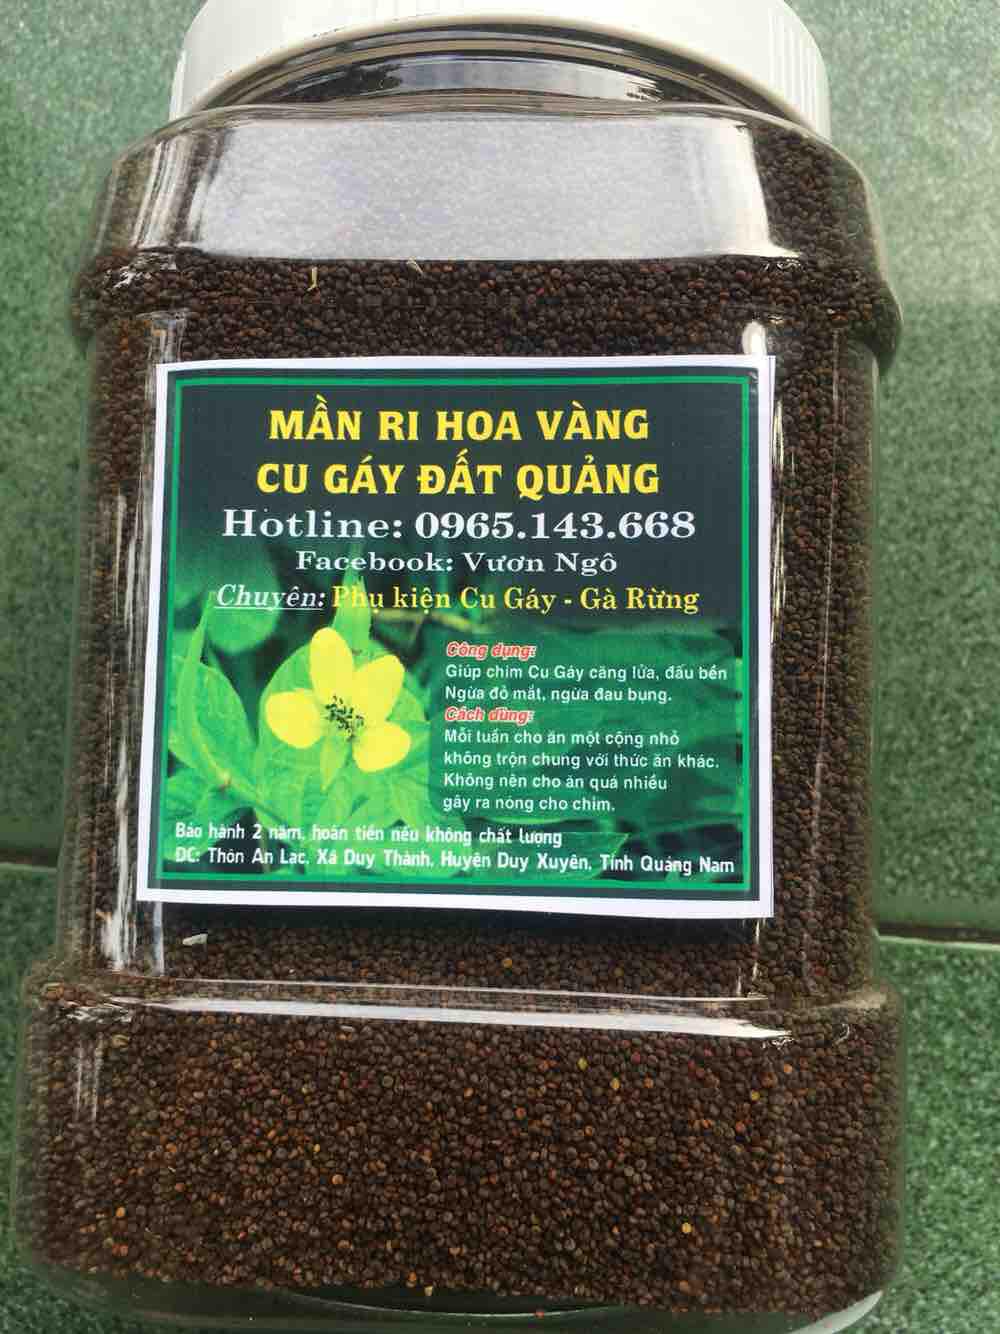 MẦN RI HOA VÀNG
CU GÁY ĐẤT QUẢNG
Hotline: 0965.143.668
Facebook: Vươn Ngô
Chuyên: Phụ kiện Cu Gáy - Gà Rừng
Công dụng:
Giúp chim Cu Gáy căng lửa, đấu bền
Ngừa đỏ mắt, ngừa đau bụng.
Cách dùng:
Mỗi tuần cho ăn một cộng nhỏ
không trộn chung với thức ăn khác.
Không nên cho ăn quá nhiều
gây ra nóng cho chim.
Bảo hành 2 năm, hoàn tiền nếu không chất lượng
ĐC: Thôn An Lạc, Xã Duy Thành, Huyện Duy Xuyên, Tỉnh Quảng Nam